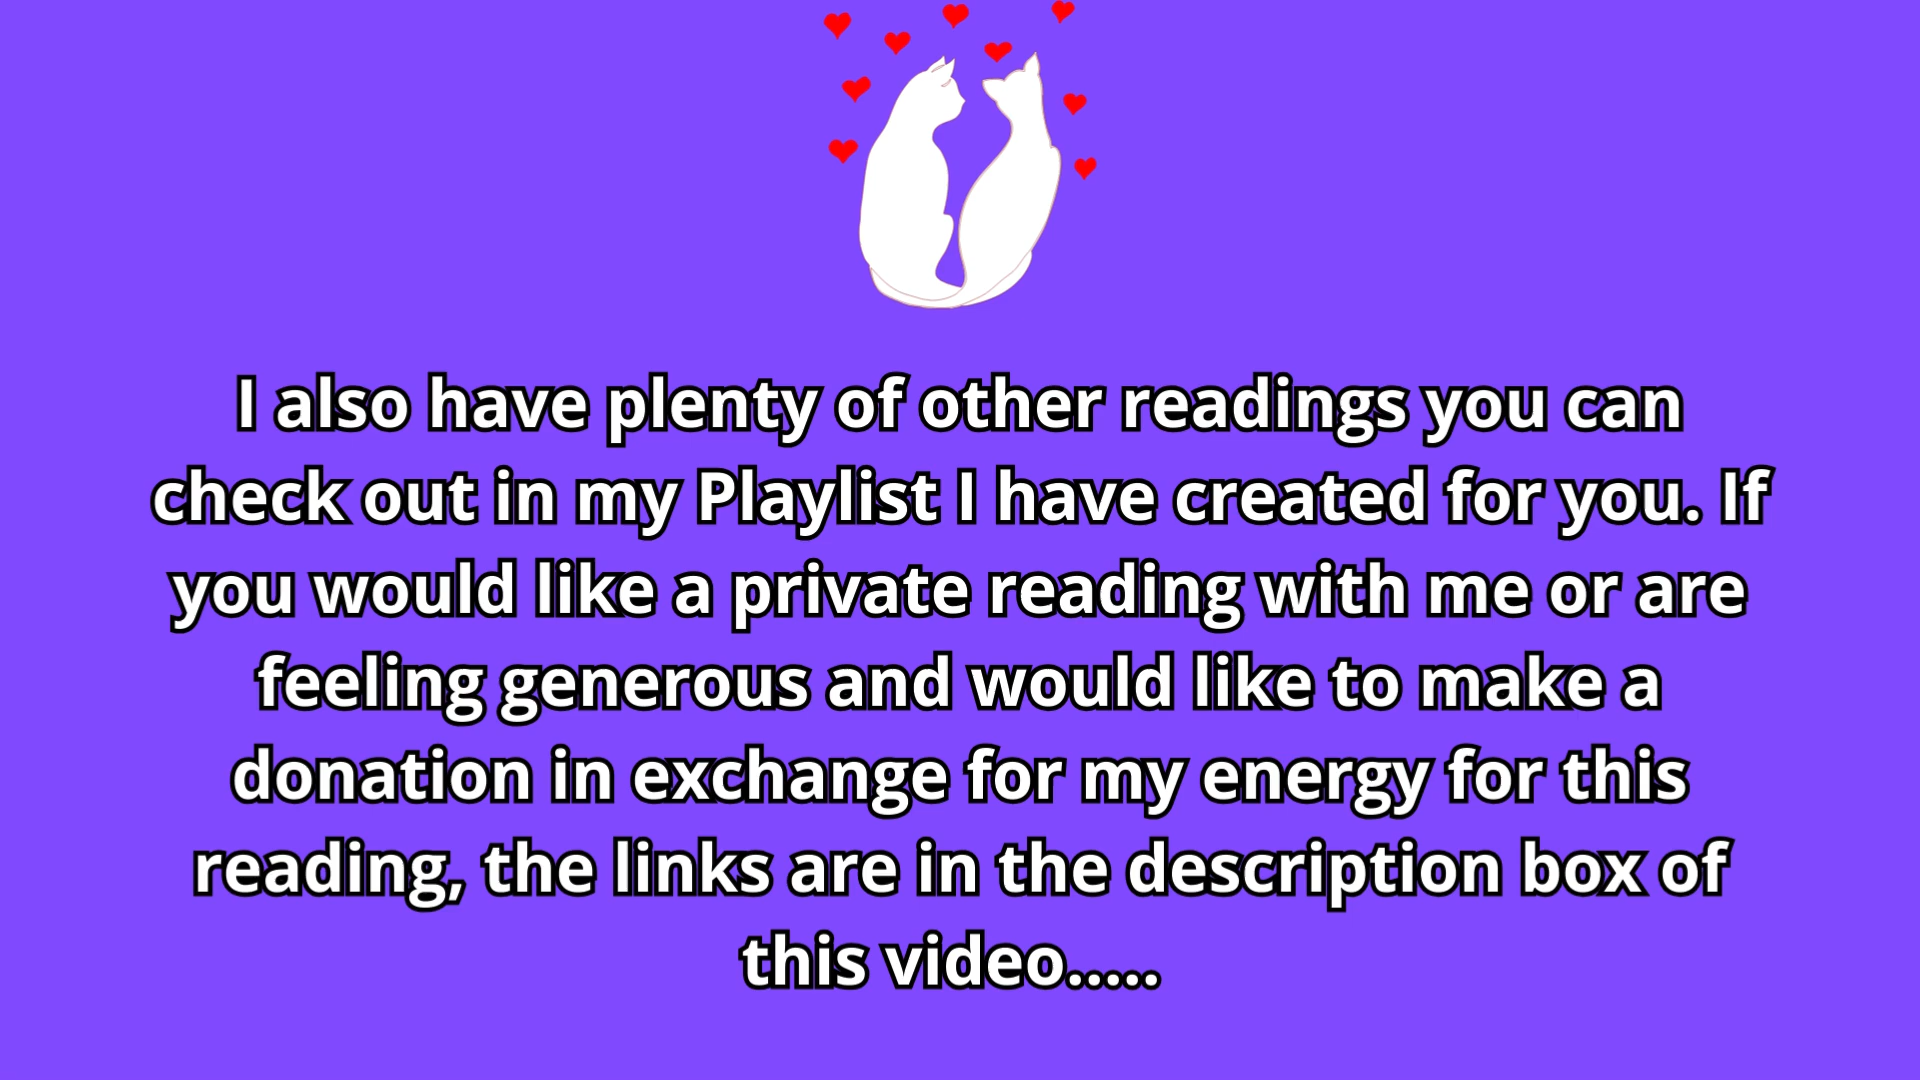 I also have plenty of other readings you can
check out in my Playlist I have created for you. If
you would like a private reading with me or are
feeling generous and would like to make a
donation in exchange for my energy for this
reading, the links are in the description box of
this video.....